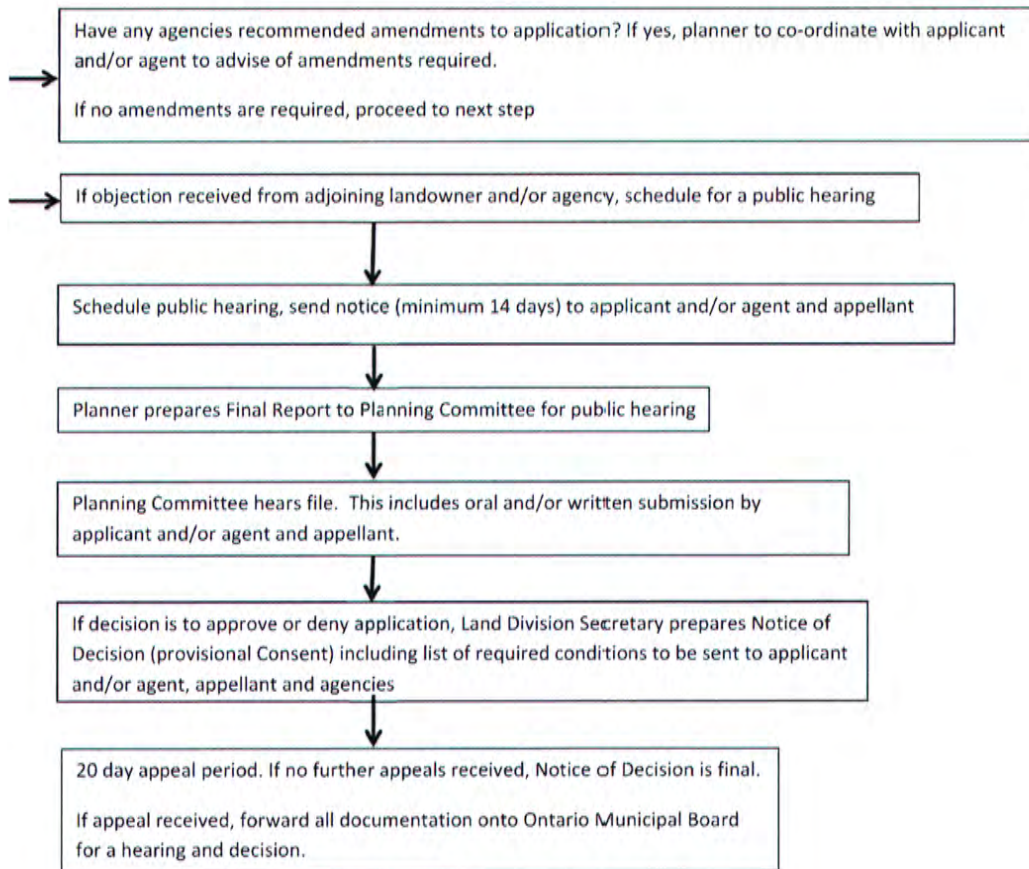 Have any agencies recommended amendments to application? If yes, planner to co-ordinate with applicant
and/or agent to advise of amendments required.
If no amendments are required, proceed to next step
If objection received from adjoining landowner and/or agency, schedule for a public hearing
Schedule public hearing, send notice (minimum 14 days) to applicant and/or agent and appellant
Planner prepares Final Report to Planning Committee for public hearing
Planning Committee hears file. This includes oral and/or written submission by
applicant and/or agent and appellant.
If decision is to approve or deny application, Land Division Secretary prepares Notice of
Decision (provisional Consent) including list of required conditions to be sent to applicant
and/or agent, appellant and agencies
20 day appeal period. If no further appeals received, Notice of Decision is final.
If appeal received, forward all documentation onto Ontario Municipal Board
for a hearing and decision.